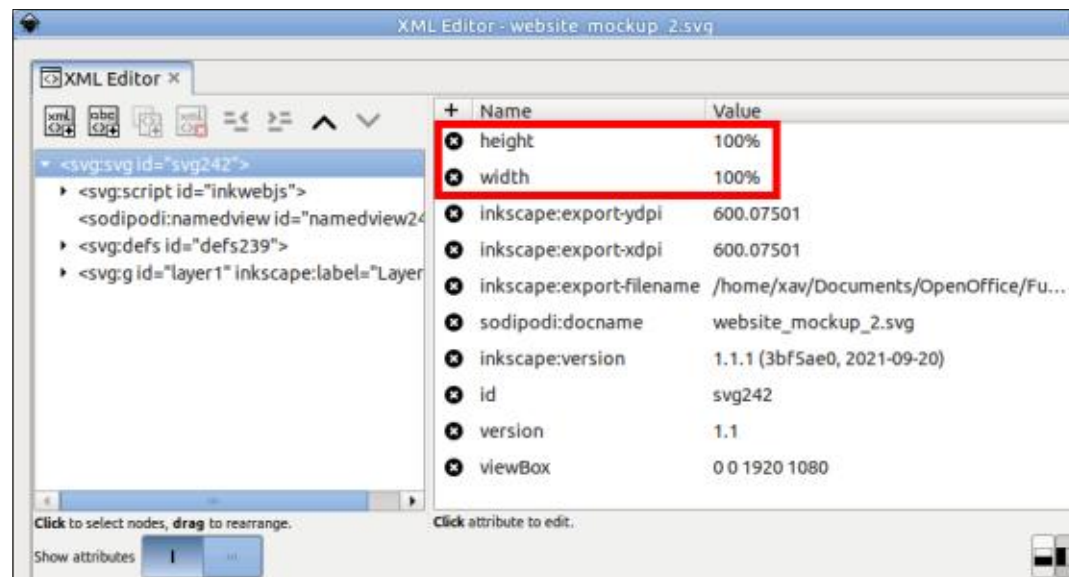 XML Editor - website_mockup_2.svg
XML Editor ×
+ Name Value
height 100%
width 100%
inkscape:export-ydpi 600.07501
inkscape:export-xdpi 600.07501
inkscape:export-filename /home/xav/Documents/OpenOffice/Fu...
sodipodi:docname website_mockup_2.svg
inkscape:version 1.1.1 (3bf5ae0, 2021-09-20)
id svg242
version 1.1
viewBox 0 0 1920 1080
<svg:svg id="svg242">
<svg:script id="inkwebjs">
<sodipodi:namedview id="namedview24
<svg:defs id="defs239">
<svg:g id="layer1" inkscape:label="Layer
Click to select nodes, drag to rearrange.
Click attribute to edit.
Show attributes